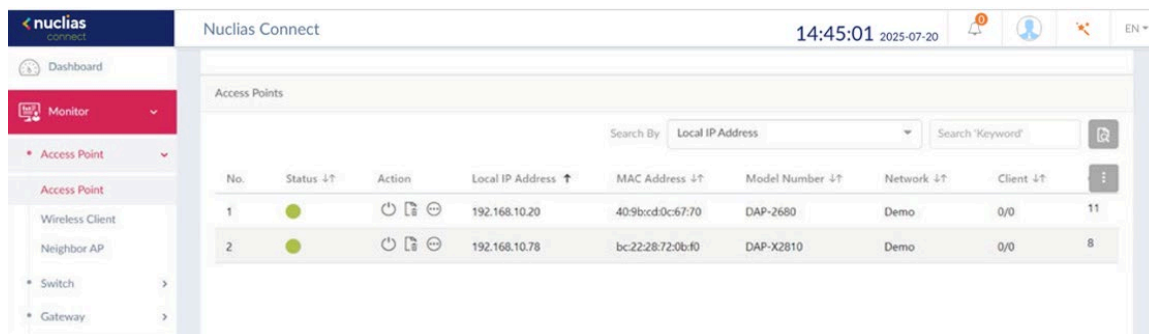 nuclias
connect
Nuclias Connect
14:45:01 2025-07-20
0
EN
Dashboard
Monitor
Access Point
Access Point
Wireless Client
Neighbor AP
Switch
Gateway
Access Points
Search By Local IP Address Search 'Keyword'
No. Status Action Local IP Address MAC Address Model Number Network Client
1 192.168.10.20 40:9b:cd:0c:67:70 DAP-2680 Demo 0/0 11
2 192.168.10.78 bc:22:28:72:0b:f0 DAP-X2810 Demo 0/0 8